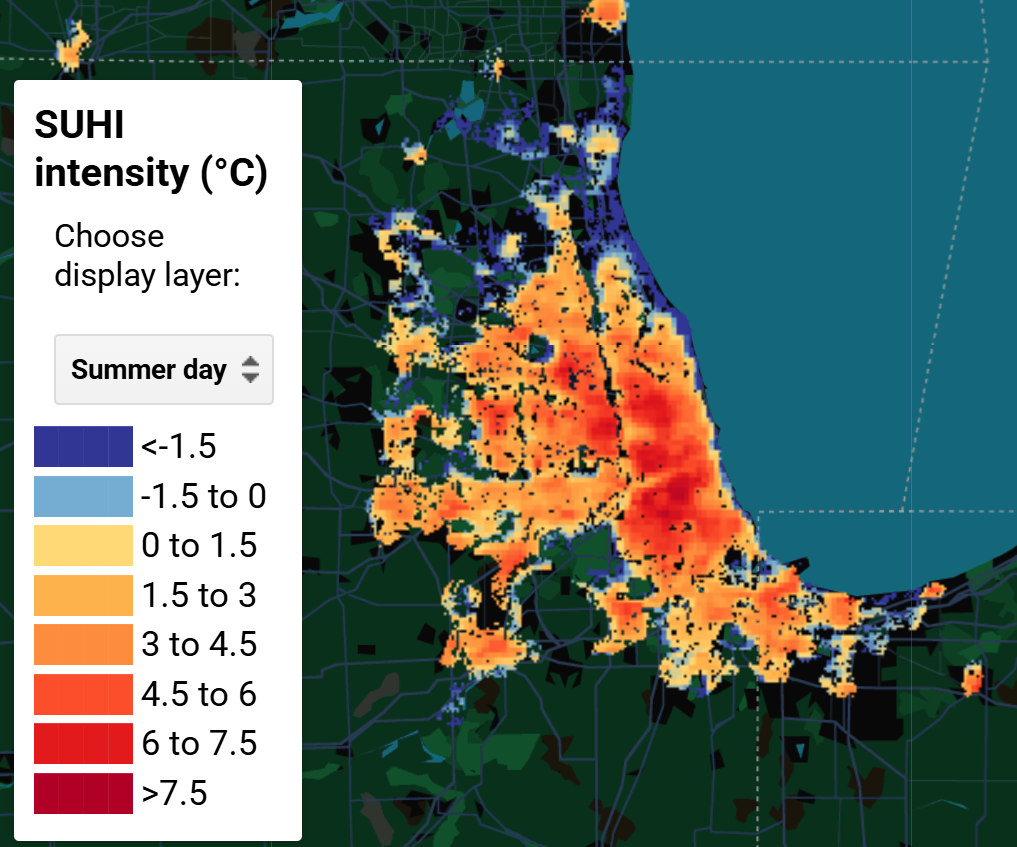 SUHI
intensity (°C)
Choose
display layer:
Summer day
<-1.5
-1.5 to 0
0 to 1.5
1.5 to 3
3 to 4.5
4.5 to 6
6 to 7.5
>7.5